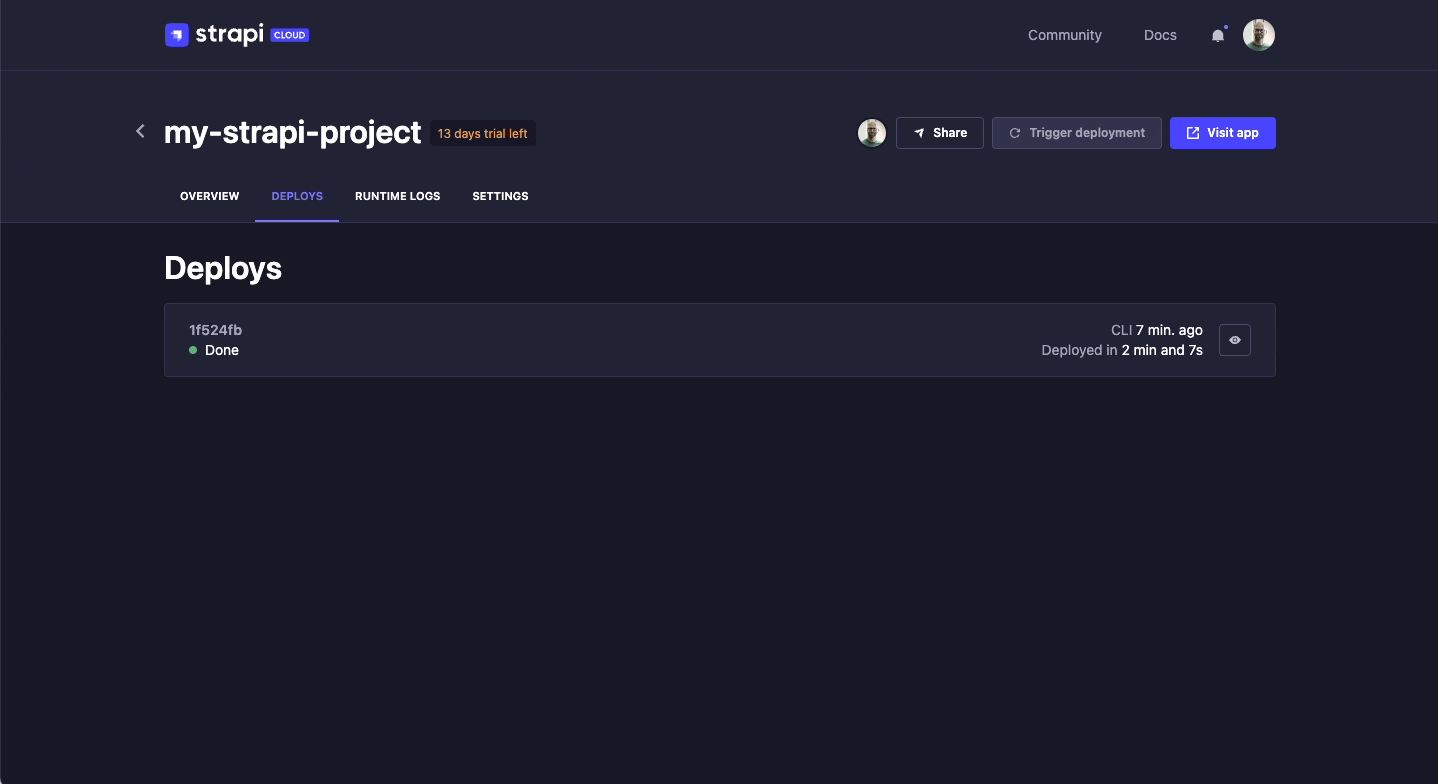 strapi CLOUD
Community
Docs
my-strapi-project
13 days trial left
Share
Trigger deployment
Visit app
OVERVIEW
DEPLOYS
RUNTIME LOGS
SETTINGS
Deploys
1f524fb
CLI 7 min. ago
Done
Deployed in 2 min and 7s